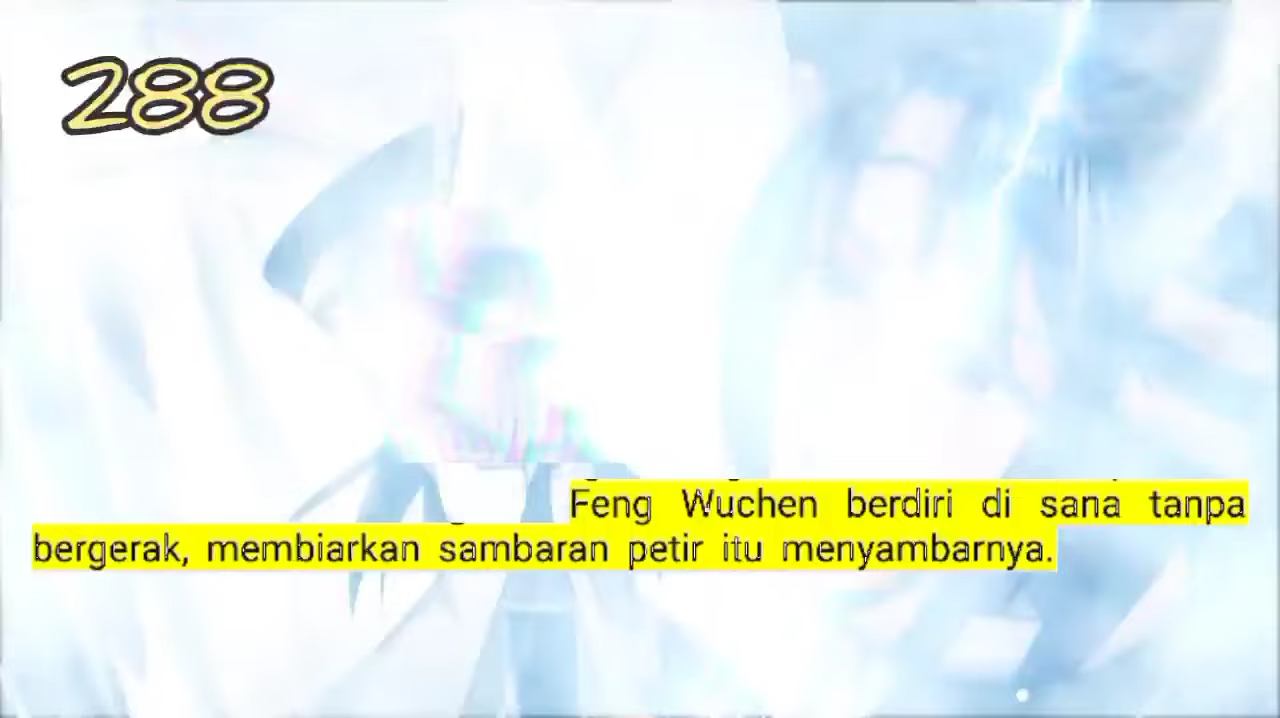 288
Feng Wuchen berdiri di sana tanpa
bergerak, membiarkan sambaran petir itu menyambarnya.